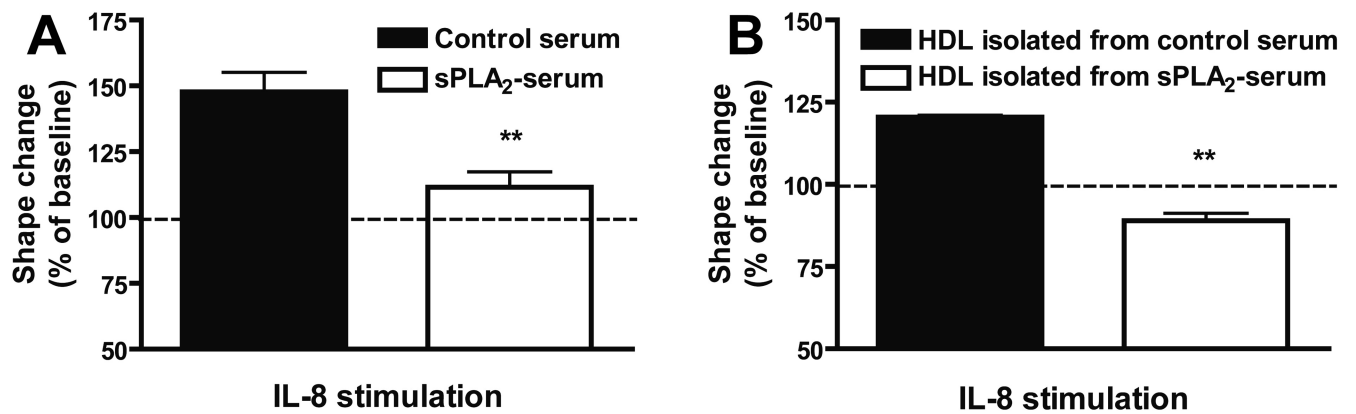 A
Control serum
sPLA₂-serum
175
150
125
100
75
50
Shape change
(% of baseline)
**
IL-8 stimulation
B
HDL isolated from control serum
HDL isolated from sPLA₂-serum
150
125
100
75
50
Shape change
(% of baseline)
**
IL-8 stimulation